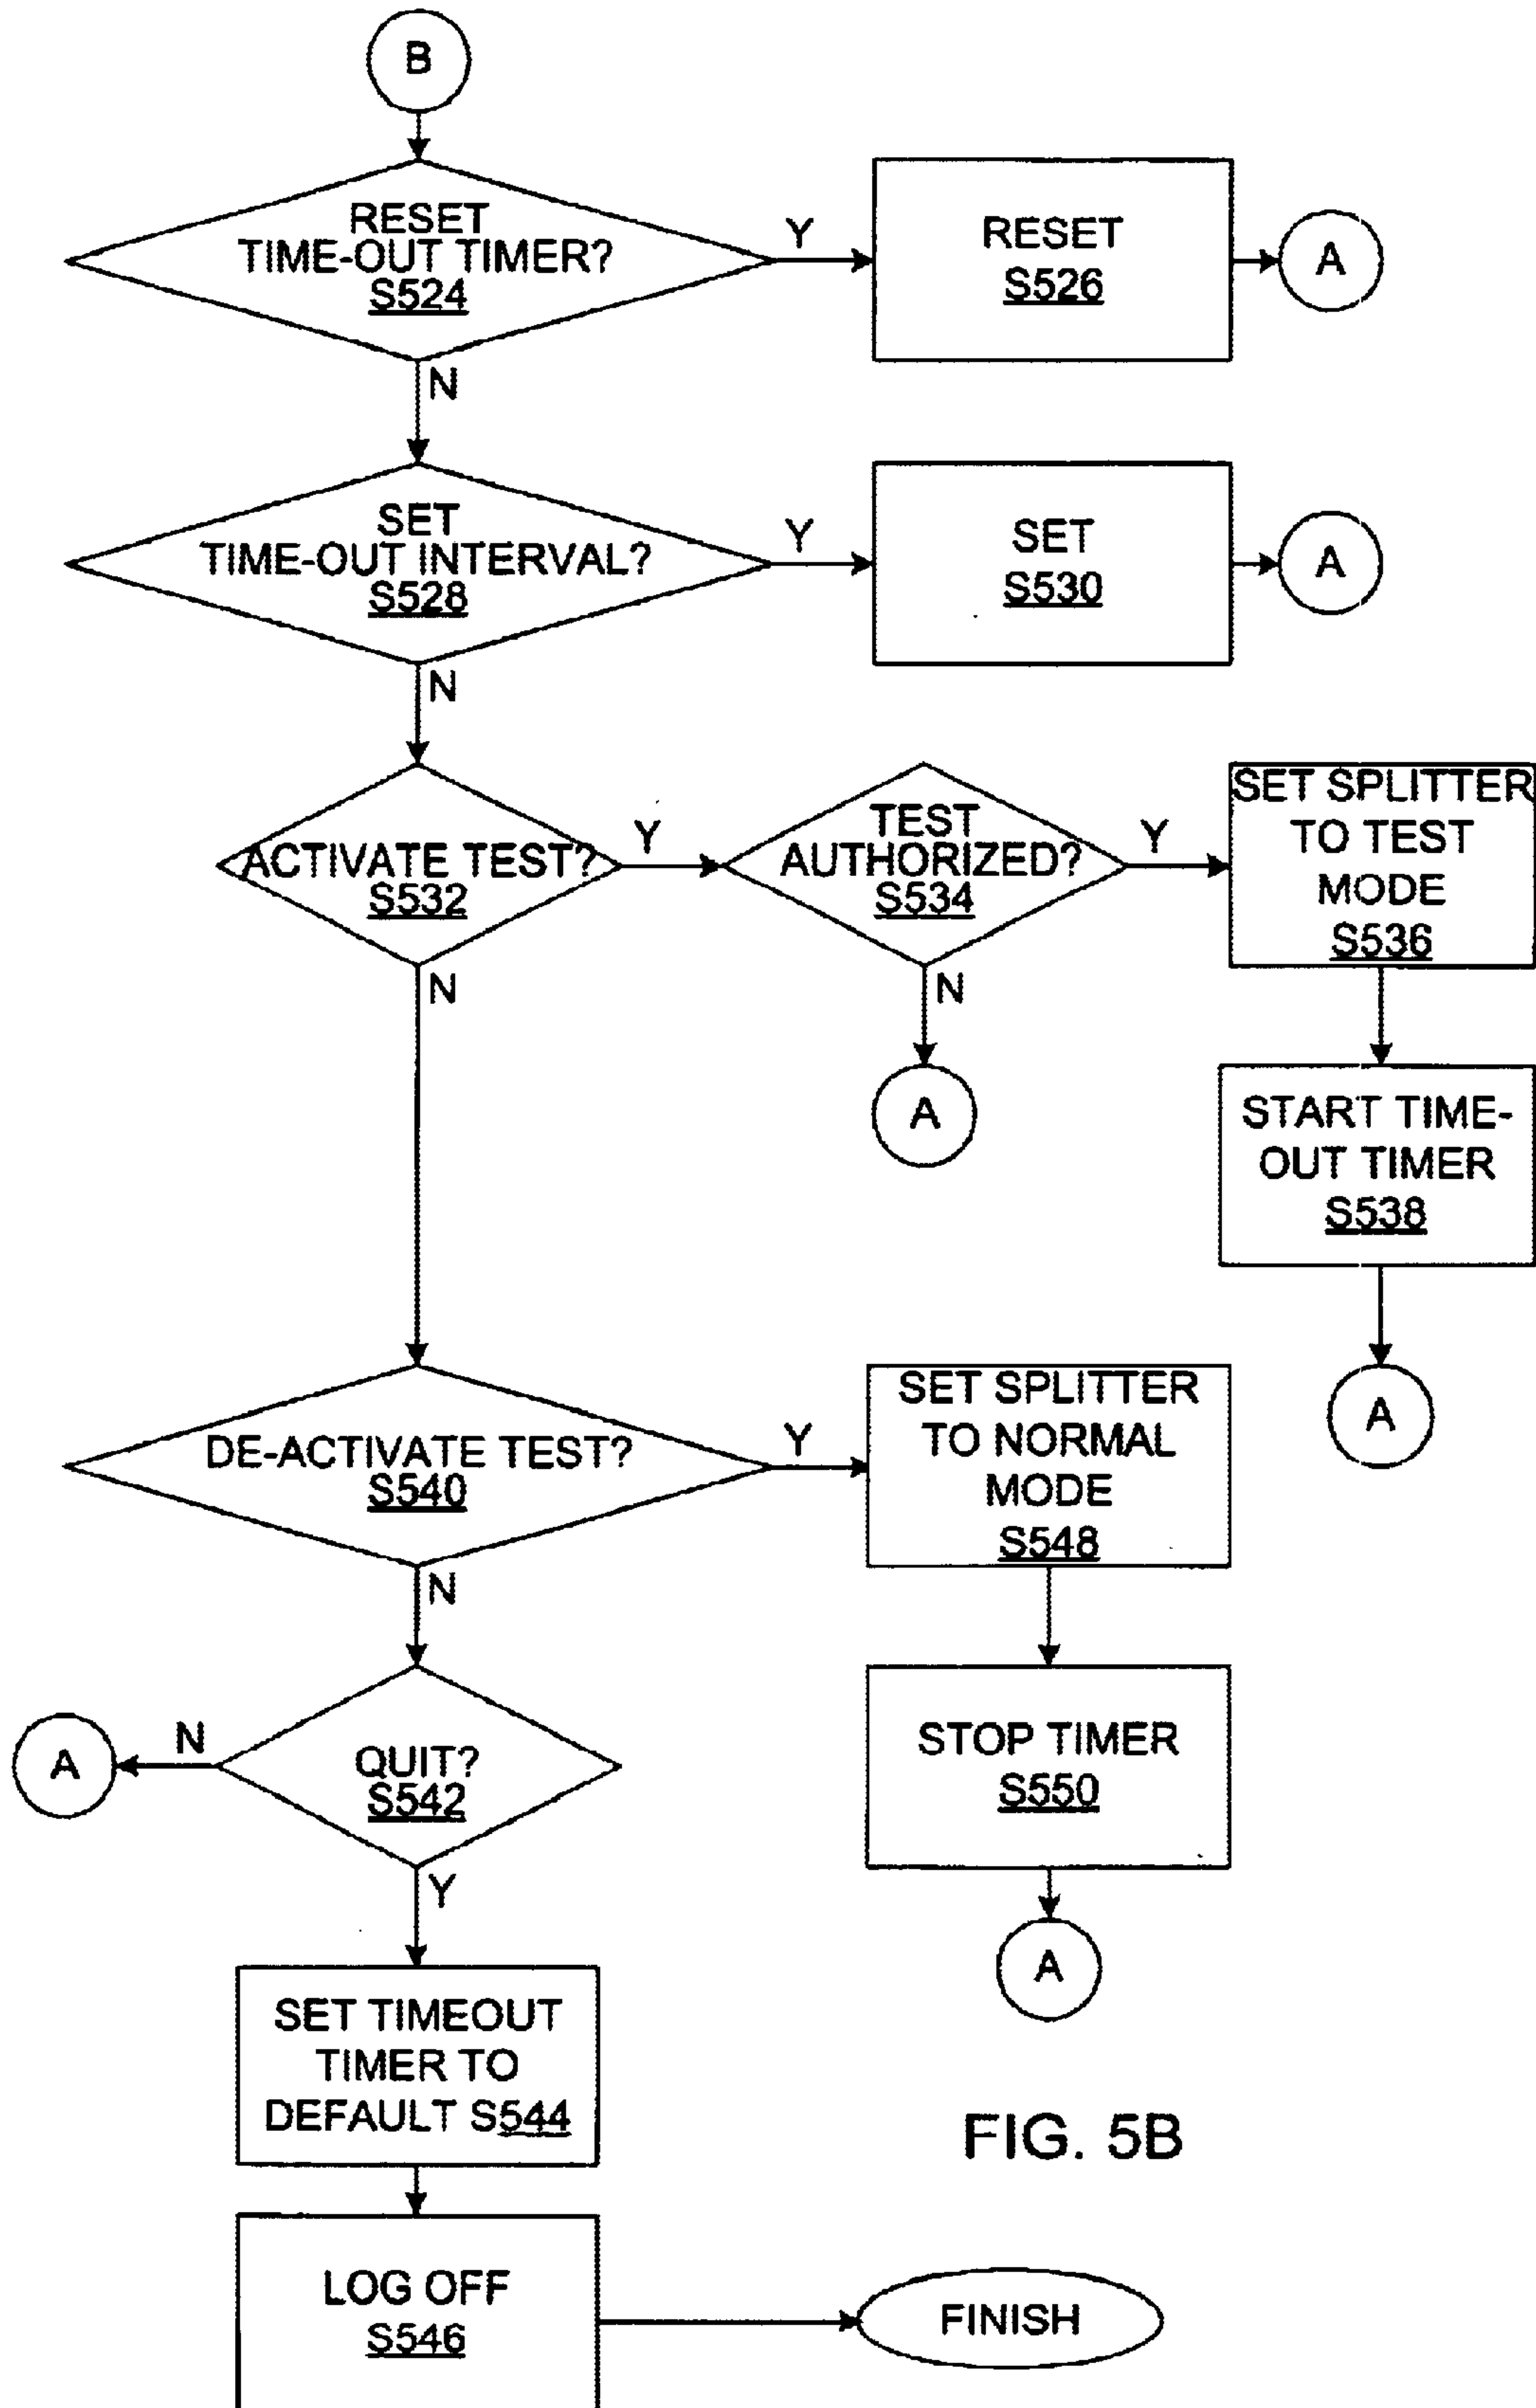 B
RESET
TIME-OUT TIMER?
S524
Y
RESET
S526
A
N
SET
TIME-OUT INTERVAL?
S528
Y
SET
S530
A
N
ACTIVATE TEST?
S532
Y
TEST
AUTHORIZED?
S534
Y
SET SPLITTER
TO TEST
MODE
S536
N
N
A
START TIME-
OUT TIMER
S538
A
DE-ACTIVATE TEST?
S540
Y
SET SPLITTER
TO NORMAL
MODE
S548
N
A
N
QUIT?
S542
STOP TIMER
S550
Y
A
SET TIMEOUT
TIMER TO
DEFAULT S544
FIG. 5B
LOG OFF
S546
FINISH